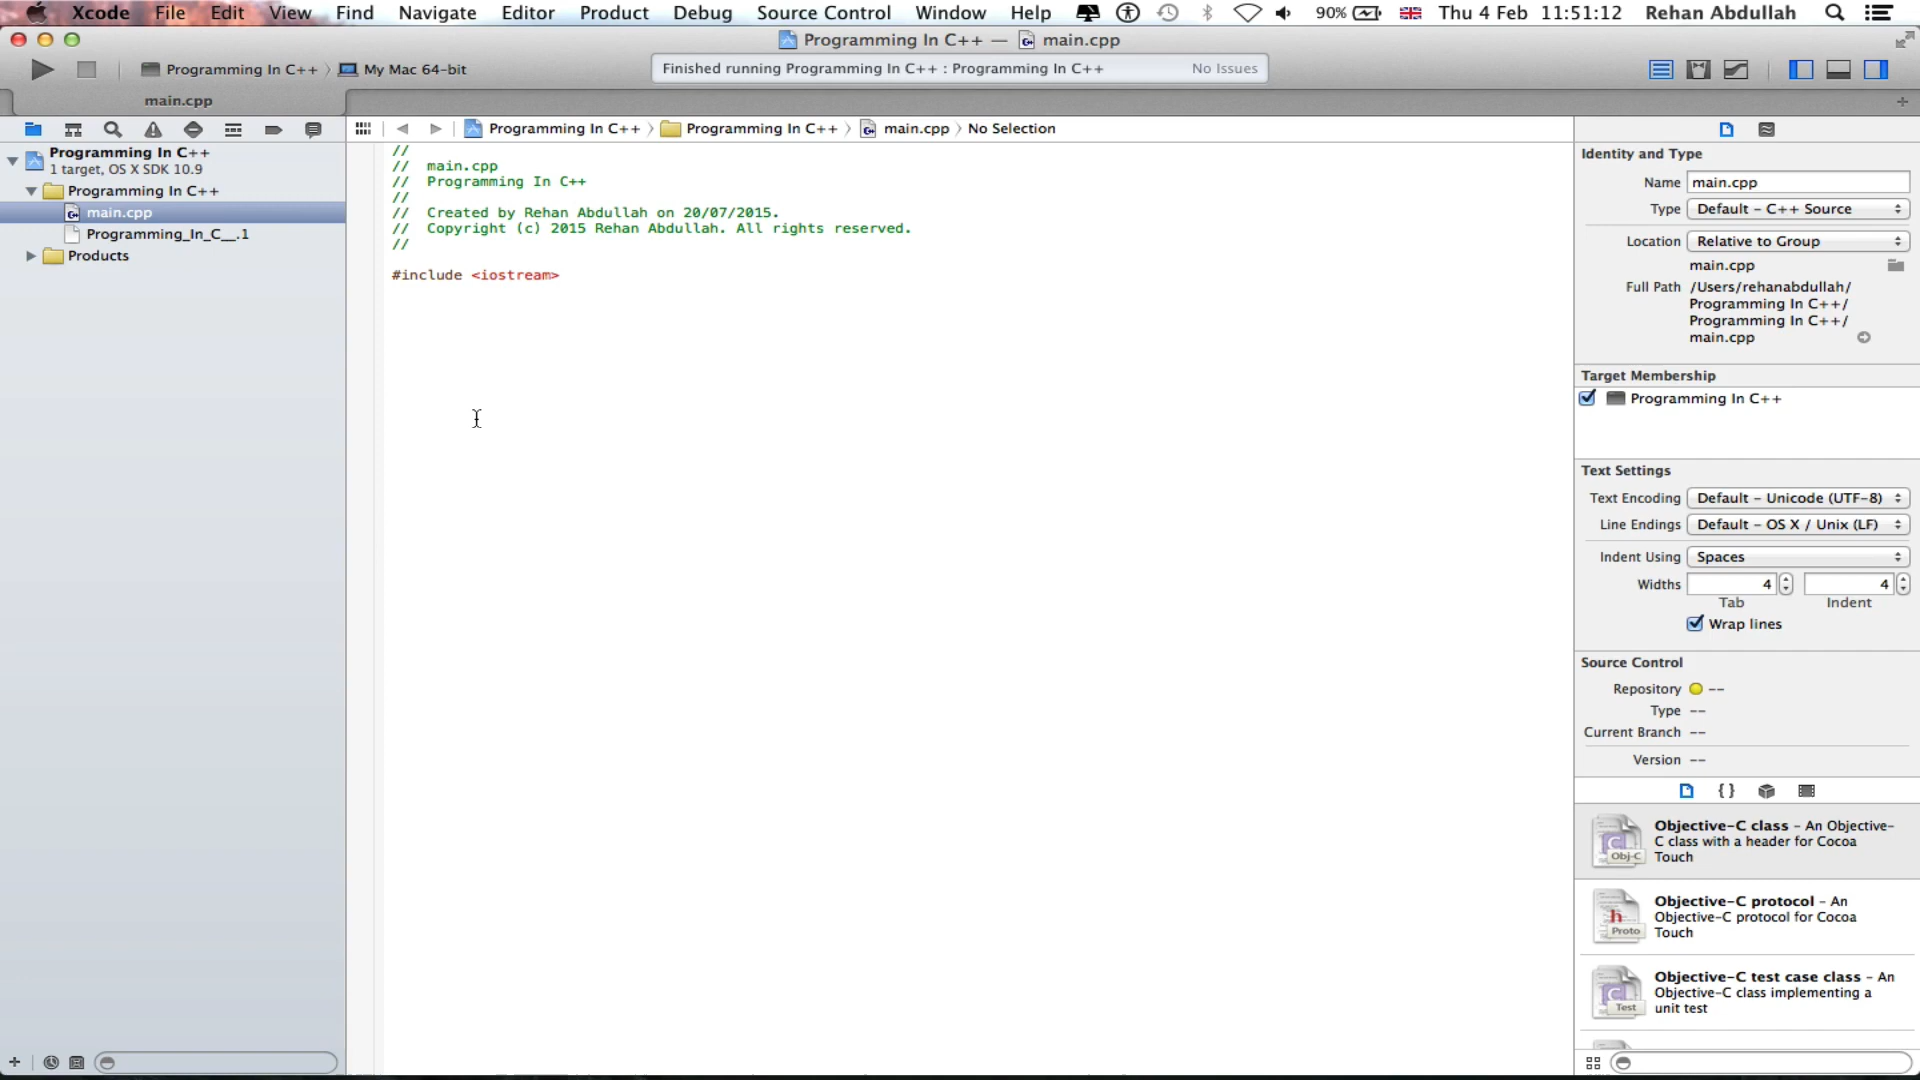 Xcode File Edit View Find Navigate Editor Product Debug Source Control Window Help 90% Thu 4 Feb 11:51:12 Rehan Abdullah
Programming In C++ — main.cpp
Programming In C++ 〉 My Mac 64-bit
Finished running Programming In C++ : Programming In C++ No Issues
main.cpp
Programming In C++ 〉 Programming In C++ 〉 main.cpp 〉 No Selection
Programming In C++
1 target, OS X SDK 10.9
Programming In C++
main.cpp
Programming_In_C__.1
Products
//
// main.cpp
// Programming In C++
//
// Created by Rehan Abdullah on 20/07/2015.
// Copyright (c) 2015 Rehan Abdullah. All rights reserved.
//
#include <iostream>
Identity and Type
Name main.cpp
Type Default - C++ Source
Location Relative to Group
main.cpp
Full Path /Users/rehanabdullah/
Programming In C++/
Programming In C++/
main.cpp
Target Membership
Programming In C++
Text Settings
Text Encoding Default - Unicode (UTF-8)
Line Endings Default - OS X / Unix (LF)
Indent Using Spaces
Widths 4 4
Tab Indent
Wrap lines
Source Control
Repository --
Type --
Current Branch --
Version --
{ }
Objective-C class - An Objective-
C class with a header for Cocoa
Touch
Obj-C
Objective-C protocol - An
Objective-C protocol for Cocoa
Touch
h
Proto
Objective-C test case class - An
Objective-C class implementing a
unit test
Test